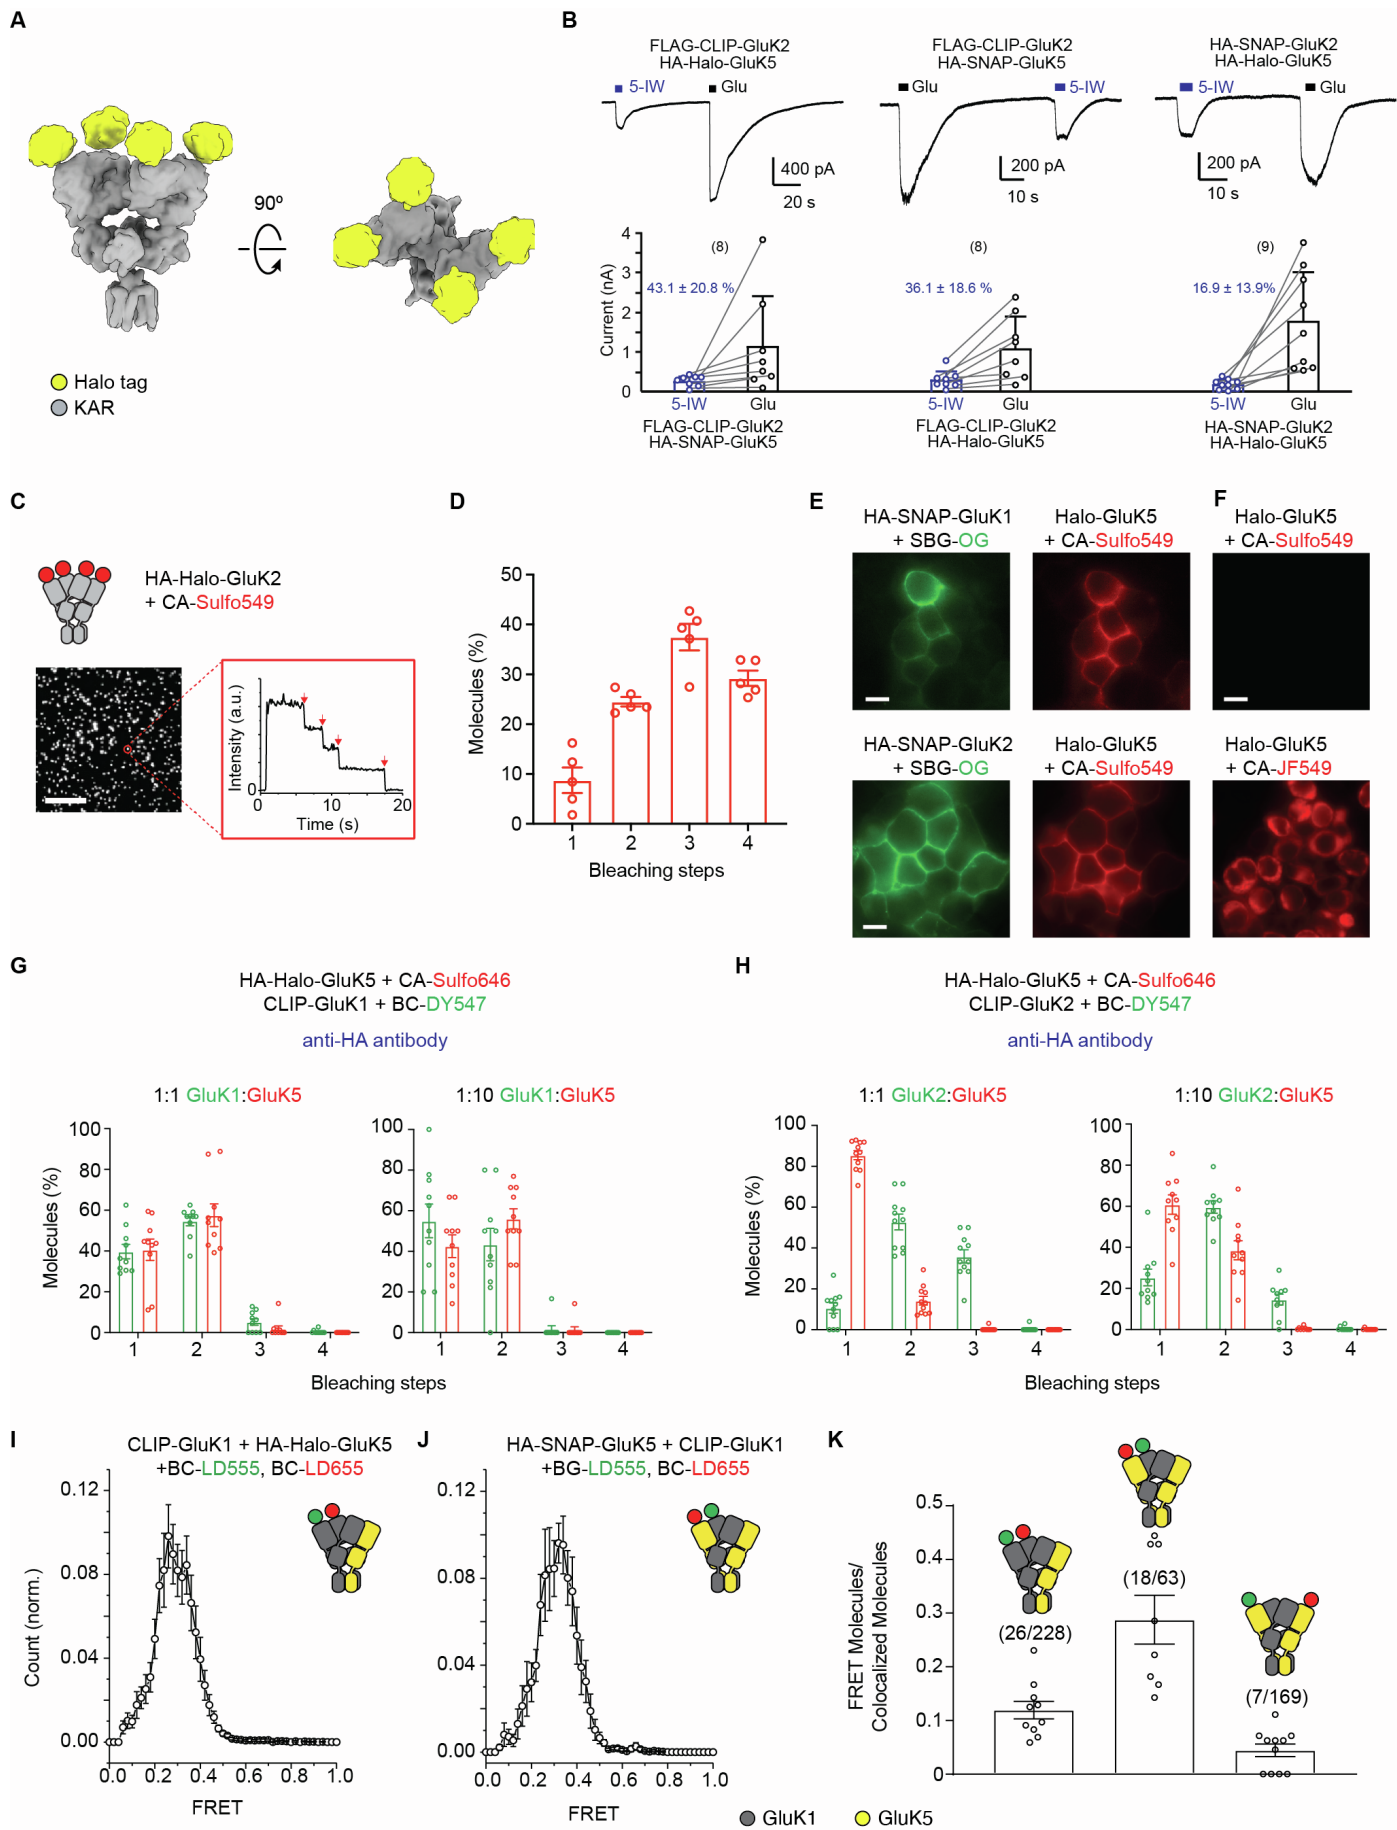 A
90º
Halo tag
KAR
B
FLAG-CLIP-GluK2
HA-Halo-GluK5
5-IW
Glu
400 pA
20 s
FLAG-CLIP-GluK2
HA-SNAP-GluK5
Glu
5-IW
200 pA
10 s
HA-SNAP-GluK2
HA-Halo-GluK5
5-IW
Glu
200 pA
10 s
Current (nA)
4
3
2
1
0
(8)
43.1 ± 20.8 %
5-IW
Glu
FLAG-CLIP-GluK2
HA-SNAP-GluK5
(8)
36.1 ± 18.6 %
5-IW
Glu
FLAG-CLIP-GluK2
HA-Halo-GluK5
(9)
16.9 ± 13.9%
5-IW
Glu
HA-SNAP-GluK2
HA-Halo-GluK5
C
HA-Halo-GluK2
+ CA-Sulfo549
Intensity (a.u.)
0
0
10
20
Time (s)
D
Molecules (%)
50
40
30
20
10
0
1
2
3
4
Bleaching steps
E
HA-SNAP-GluK1
+ SBG-OG
Halo-GluK5
+ CA-Sulfo549
HA-SNAP-GluK2
+ SBG-OG
Halo-GluK5
+ CA-Sulfo549
F
Halo-GluK5
+ CA-Sulfo549
Halo-GluK5
+ CA-JF549
G
HA-Halo-GluK5 + CA-Sulfo646
CLIP-GluK1 + BC-DY547
anti-HA antibody
1:1 GluK1:GluK5
Molecules (%)
100
80
60
40
20
0
1
2
3
4
1:10 GluK1:GluK5
100
80
60
40
20
0
1
2
3
4
Bleaching steps
H
HA-Halo-GluK5 + CA-Sulfo646
CLIP-GluK2 + BC-DY547
anti-HA antibody
1:1 GluK2:GluK5
Molecules (%)
100
80
60
40
20
0
1
2
3
4
1:10 GluK2:GluK5
100
80
60
40
20
0
1
2
3
4
Bleaching steps
I
CLIP-GluK1 + HA-Halo-GluK5
+BC-LD555, BC-LD655
Count (norm.)
0.12
0.08
0.04
0.00
0.0
0.2
0.4
0.6
0.8
1.0
FRET
J
HA-SNAP-GluK5 + CLIP-GluK1
+BG-LD555, BC-LD655
0.12
0.08
0.04
0.00
0.0
0.2
0.4
0.6
0.8
1.0
FRET
K
FRET Molecules/
Colocalized Molecules
0.5
0.4
0.3
0.2
0.1
0
(26/228)
(18/63)
(7/169)
GluK1
GluK5